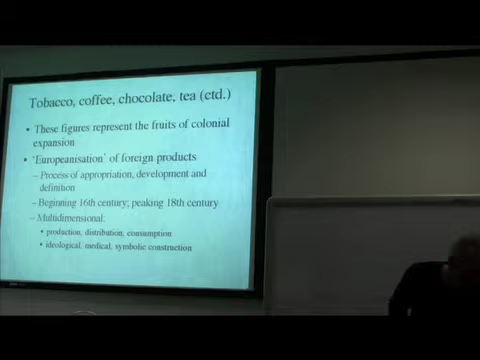 Tobacco, coffee, chocolate, tea (ctd.)
• These figures represent the fruits of colonial
expansion
• 'Europeanisation' of foreign products
– Process of appropriation, development and
definition
– Beginning 16th century; peaking 18th century
– Multidimensional:
• production, distribution, consumption
• ideological, medical, symbolic construction